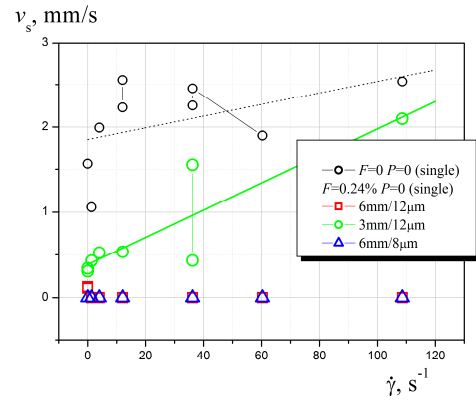 vs, mm/s
3
2
1
0
F=0 P=0 (single)
F=0.24% P=0 (single)
6mm/12μm
3mm/12μm
6mm/8μm
0 20 40 60 80 100 120
γ̇, s-1